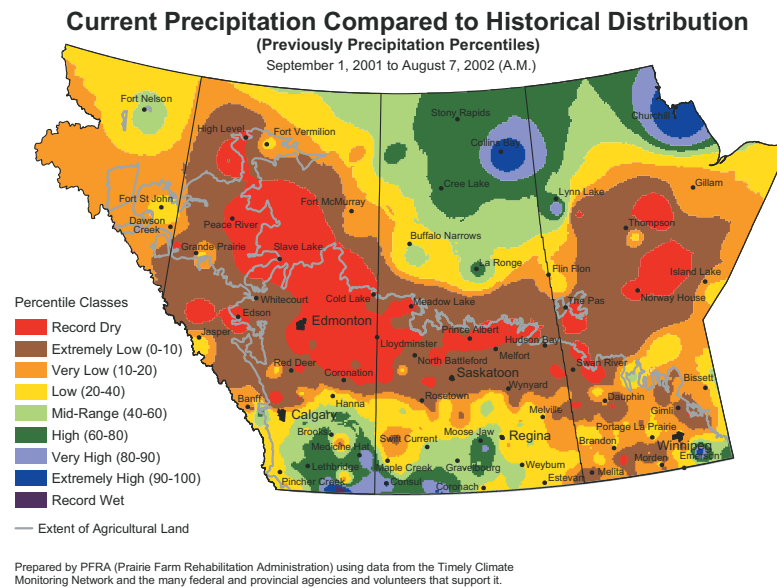 Current Precipitation Compared to Historical Distribution
(Previously Precipitation Percentiles)
September 1, 2001 to August 7, 2002 (A.M.)
Fort Nelson
Stony Rapids
Churchill
High Level
Fort Vermilion
Collins Bay
Cree Lake
Gillam
Lynn Lake
Fort St John
Fort McMurray
Dawson
Creek
Peace River
Thompson
Buffalo Narrows
Grande Prairie
Slave Lake
La Ronge
Flin Flon
Island Lake
Norway House
Percentile Classes
Record Dry
Extremely Low (0-10)
Very Low (10-20)
Low (20-40)
Mid-Range (40-60)
High (60-80)
Very High (80-90)
Extremely High (90-100)
Record Wet
Extent of Agricultural Land
Whitecourt
Cold Lake
Meadow Lake
The Pas
Edson
Edmonton
Jasper
Lloydminster
Prince Albert
Hudson Bay
Melfort
North Battleford
Swan River
Red Deer
Coronation
Saskatoon
Wynyard
Bissett
Banff
Hanna
Rosetown
Dauphin
Gimli
Calgary
Melville
Brooks
Moose Jaw
Regina
Portage La Prairie
Swift Current
Brandon
Winnipeg
Medicine Hat
Emerson
Lethbridge
Maple Creek
Gravelbourg
Weyburn
Morden
Melita
Pincher Creek
Consul
Coronach
Estevan
Prepared by PFRA (Prairie Farm Rehabilitation Administration) using data from the Timely Climate
Monitoring Network and the many federal and provincial agencies and volunteers that support it.